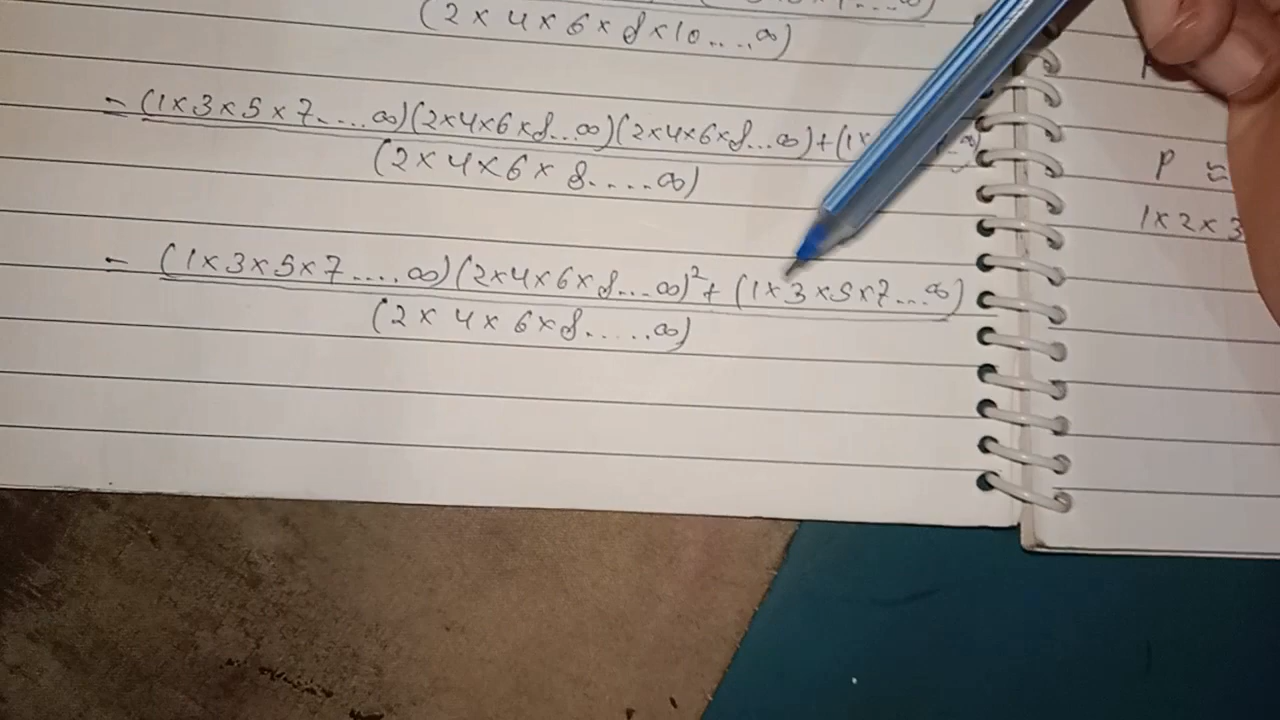 (2 × 4 × 6 × 8 × 10 .... ∞)
= (1 × 3 × 5 × 7 .... ∞)(2×4×6×8...∞)(2×4×6×8...∞)+(1×
(2 × 4 × 6 × 8 .... ∞)
= (1×3×5×7 .... ∞)(2×4×6×8...∞)²+ (1×3×5×7...∞)
(2 × 4 × 6 × 8 ..... ∞)
P ≈
1×2×3